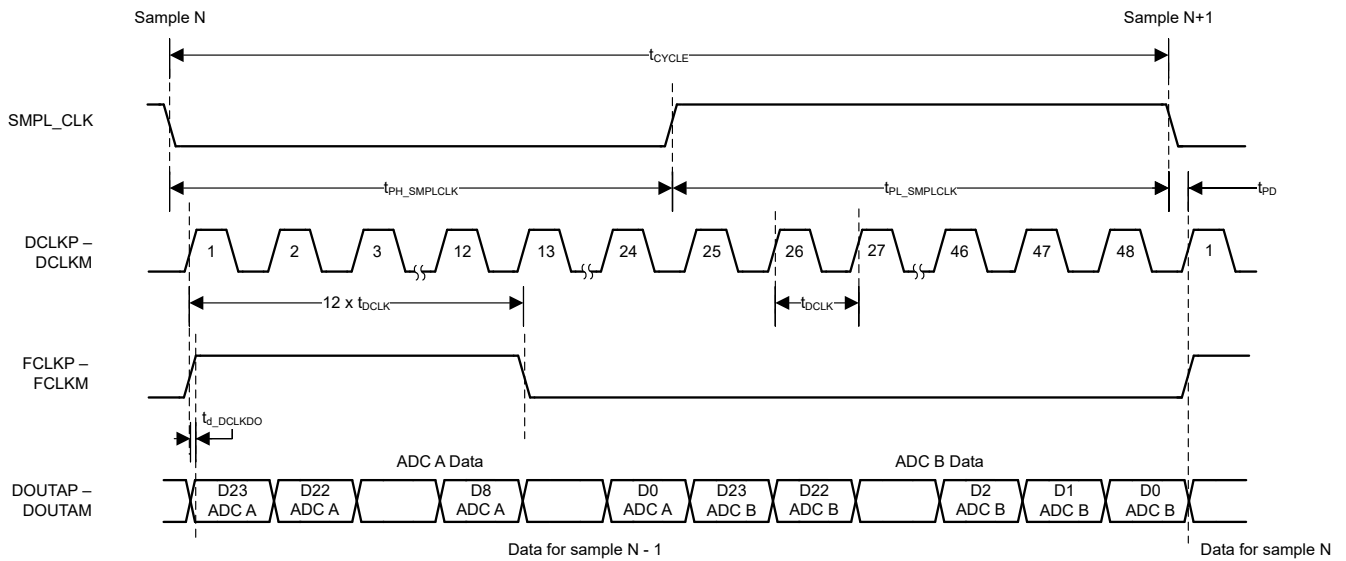 Sample N
Sample N+1
tCYCLE
SMPL_CLK
tPH_SMPLCLK
tPL_SMPLCLK
tPD
DCLKP –
DCLKM
1
2
3
12
13
24
25
26
27
46
47
48
1
12 x tDCLK
tDCLK
FCLKP –
FCLKM
td_DCLKDO
ADC A Data
ADC B Data
DOUTAP –
DOUTAM
D23
ADC A
D22
ADC A
D8
ADC A
D0
ADC A
D23
ADC B
D22
ADC B
D2
ADC B
D1
ADC B
D0
ADC B
Data for sample N - 1
Data for sample N